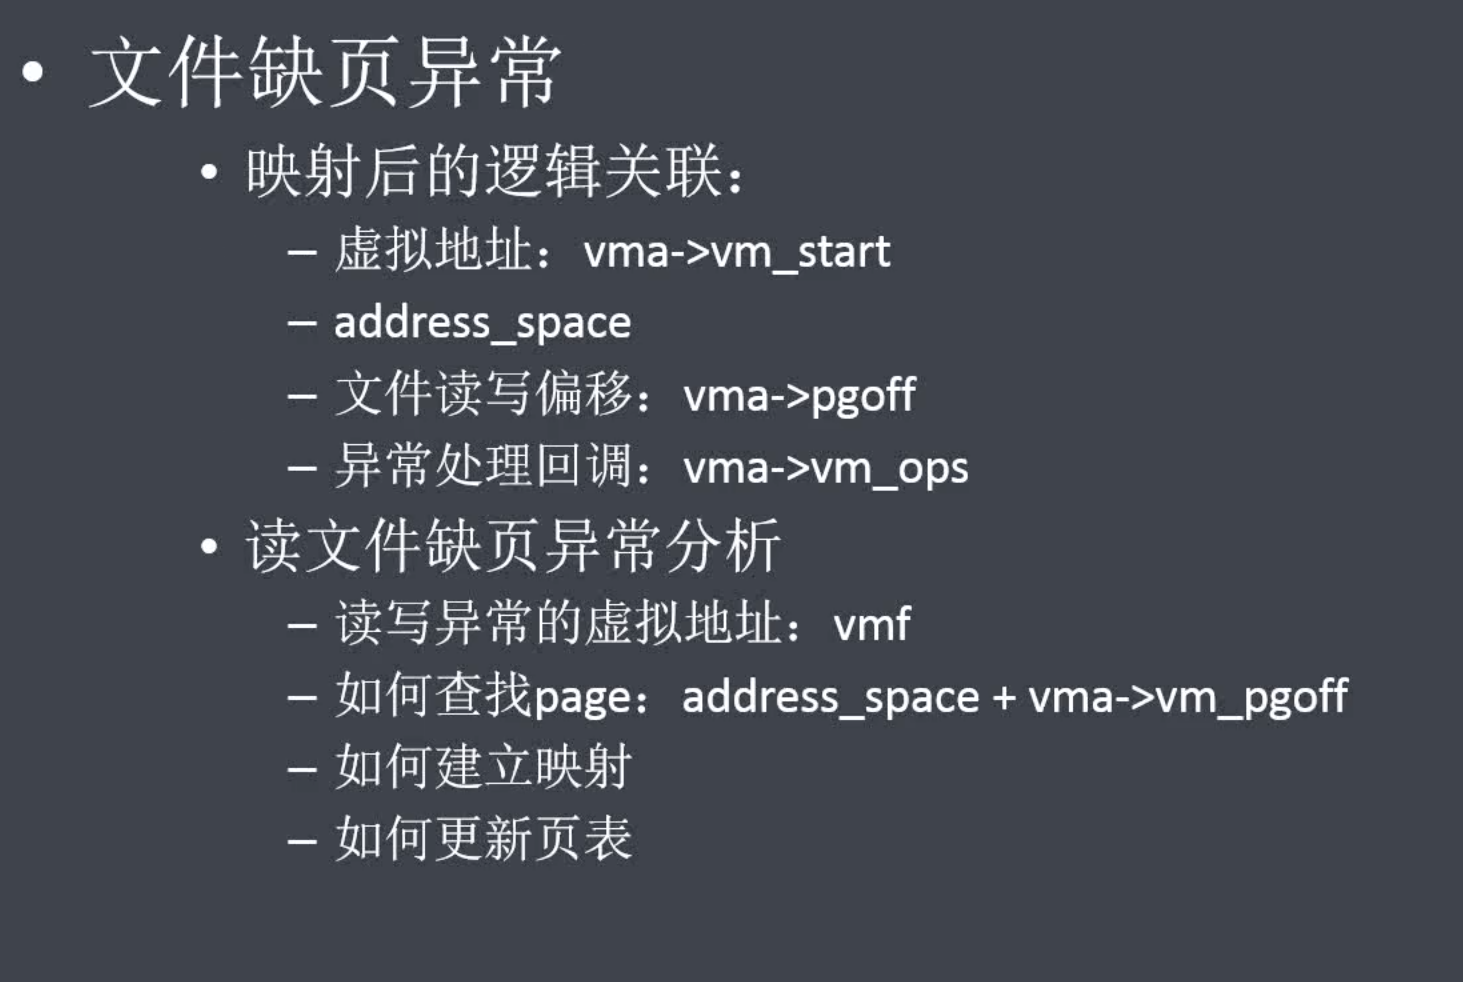 • 文件缺页异常
• 映射后的逻辑关联：
– 虚拟地址：vma->vm_start
– address_space
– 文件读写偏移：vma->pgoff
– 异常处理回调：vma->vm_ops
• 读文件缺页异常分析
– 读写异常的虚拟地址：vmf
– 如何查找page：address_space + vma->vm_pgoff
– 如何建立映射
– 如何更新页表